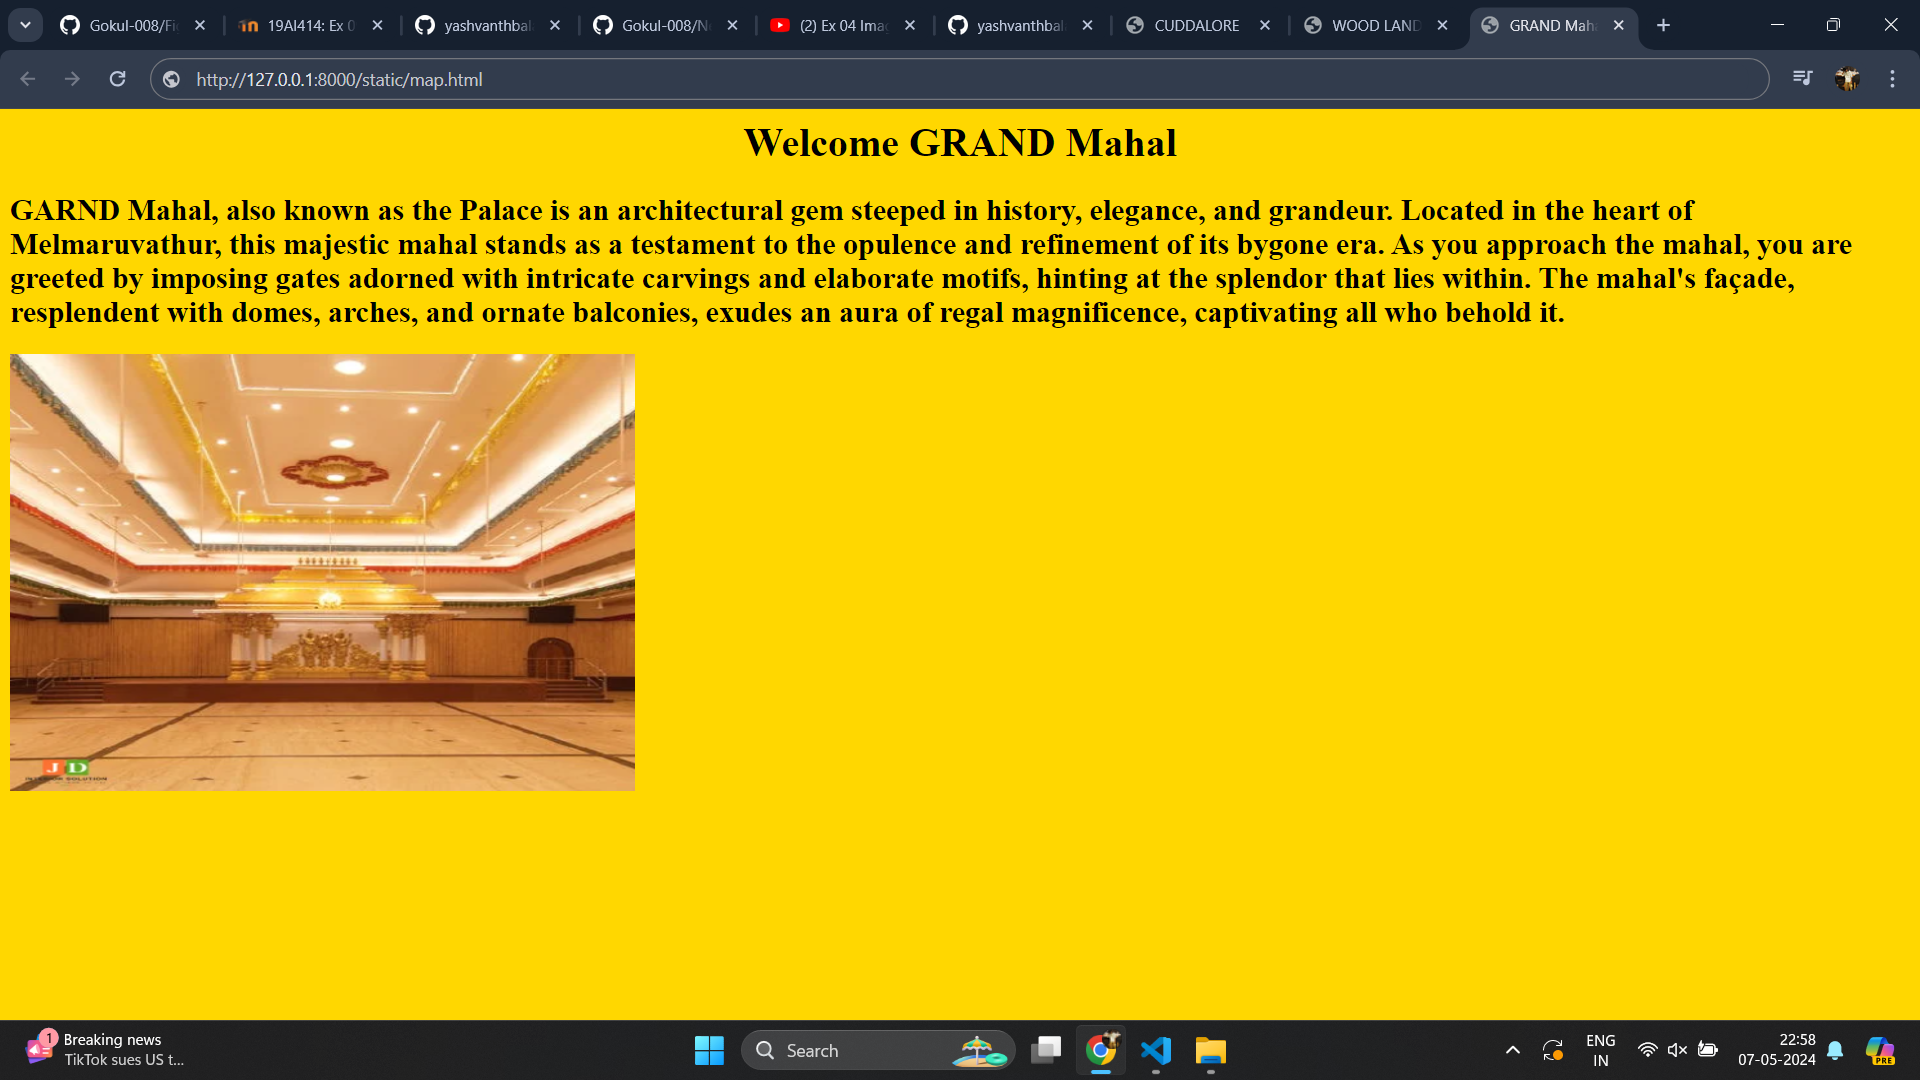 Gokul-008/Fi
19AI414: Ex 0
yashvanthbal
Gokul-008/N
(2) Ex 04 Ima
yashvanthbal
CUDDALORE
WOOD LAND
GRAND Mah
http://127.0.0.1:8000/static/map.html
Welcome GRAND Mahal
GARND Mahal, also known as the Palace is an architectural gem steeped in history, elegance, and grandeur. Located in the heart of
Melmaruvathur, this majestic mahal stands as a testament to the opulence and refinement of its bygone era. As you approach the mahal, you are
greeted by imposing gates adorned with intricate carvings and elaborate motifs, hinting at the splendor that lies within. The mahal's façade,
resplendent with domes, arches, and ornate balconies, exudes an aura of regal magnificence, captivating all who behold it.
JD
INTERIOR SOLUTION
1
Breaking news
TikTok sues US t...
Search
ENG
IN
22:58
07-05-2024
PRE